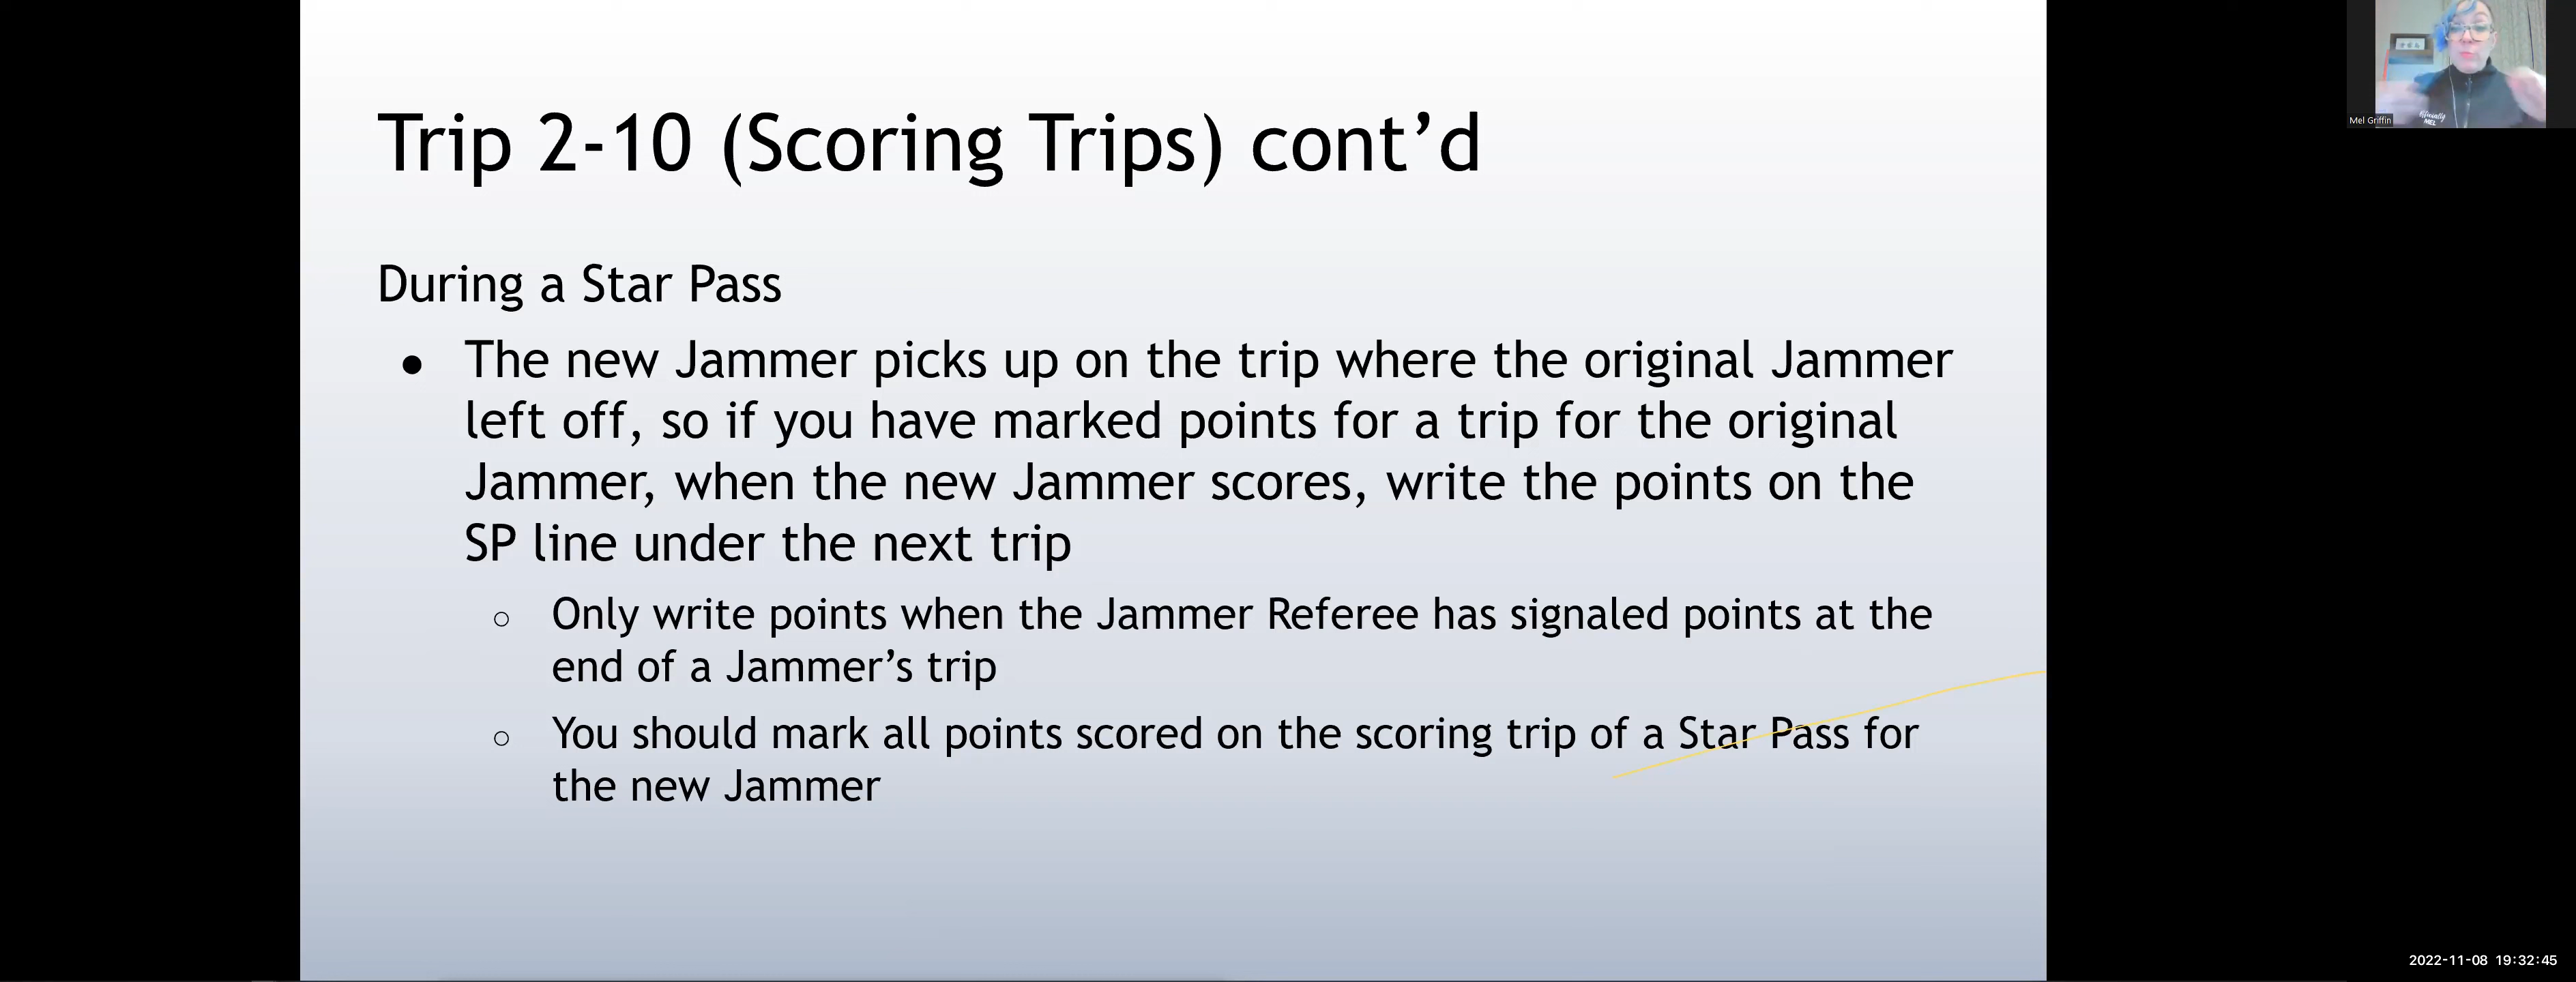 Trip 2-10 (Scoring Trips) cont’d
During a Star Pass
● The new Jammer picks up on the trip where the original Jammer
left off, so if you have marked points for a trip for the original
Jammer, when the new Jammer scores, write the points on the
SP line under the next trip
○ Only write points when the Jammer Referee has signaled points at the
end of a Jammer’s trip
○ You should mark all points scored on the scoring trip of a Star Pass for
the new Jammer
Mel Griffin
Officially
MEL
2022-11-08 19:32:45